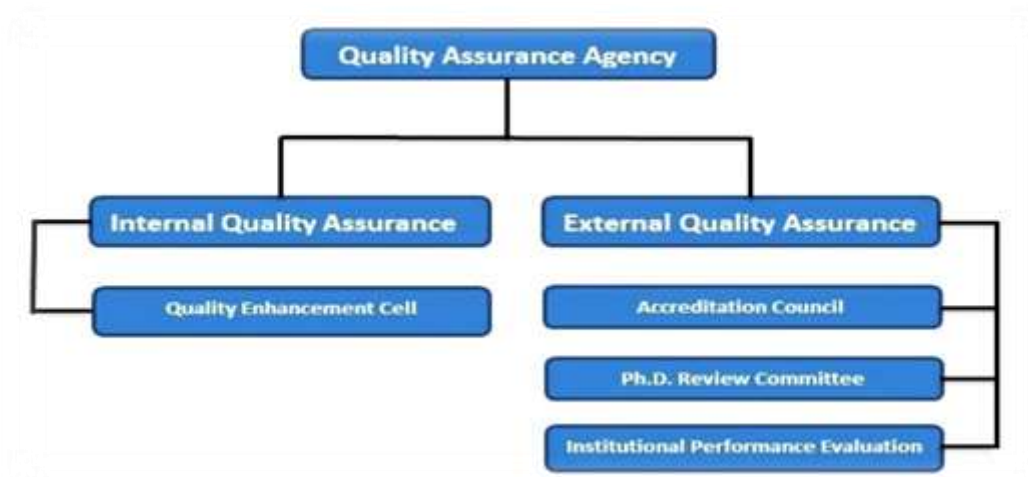 Quality Assurance Agency
Internal Quality Assurance
External Quality Assurance
Quality Enhancement Cell
Accreditation Council
Ph.D. Review Committee
Institutional Performance Evaluation